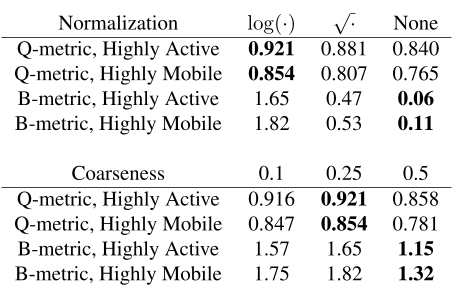 Normalization log(·) √· None
Q-metric, Highly Active 0.921 0.881 0.840
Q-metric, Highly Mobile 0.854 0.807 0.765
B-metric, Highly Active 1.65 0.47 0.06
B-metric, Highly Mobile 1.82 0.53 0.11
Coarseness 0.1 0.25 0.5
Q-metric, Highly Active 0.916 0.921 0.858
Q-metric, Highly Mobile 0.847 0.854 0.781
B-metric, Highly Active 1.57 1.65 1.15
B-metric, Highly Mobile 1.75 1.82 1.32